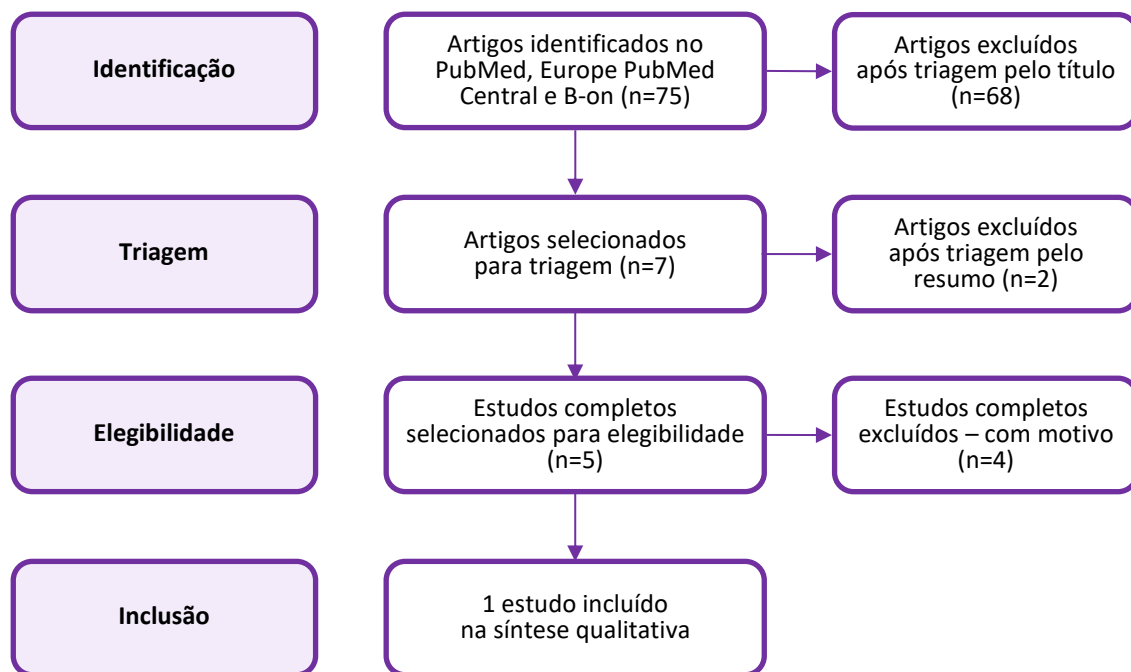 Identificação
Artigos identificados no
PubMed, Europe PubMed
Central e B-on (n=75)
Artigos excluídos
após triagem pelo título
(n=68)
Triagem
Artigos selecionados
para triagem (n=7)
Artigos excluídos
após triagem pelo
resumo (n=2)
Elegibilidade
Estudos completos
selecionados para elegibilidade
(n=5)
Estudos completos
excluídos – com motivo
(n=4)
Inclusão
1 estudo incluído
na síntese qualitativa